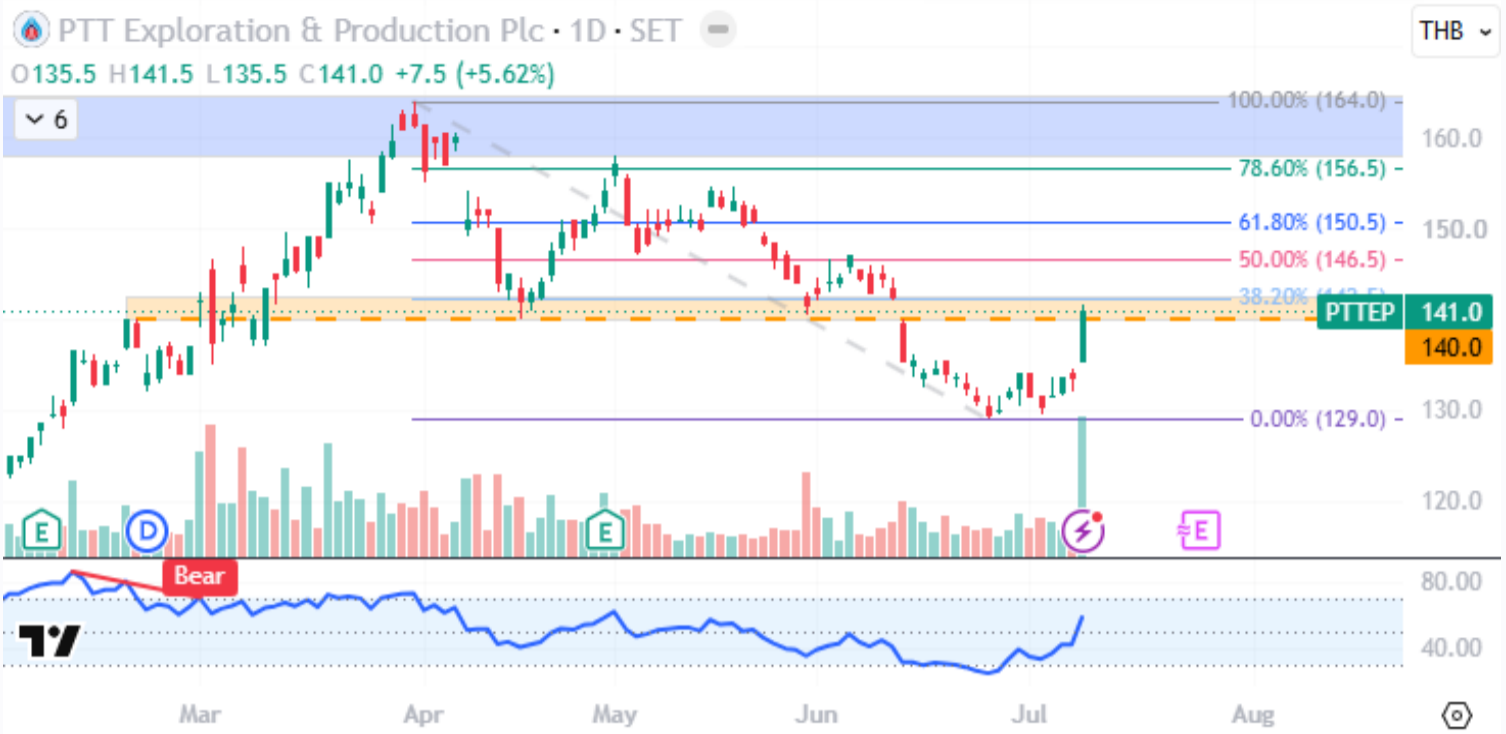 PTT Exploration & Production Plc · 1D · SET
THB
O135.5 H141.5 L135.5 C141.0 +7.5 (+5.62%)
6
100.00% (164.0)
160.0
78.60% (156.5)
61.80% (150.5)
150.0
50.00% (146.5)
38.20%
PTTEP 141.0
140.0
130.0
0.00% (129.0)
120.0
E
D
E
E
Bear
80.00
40.00
Mar Apr May Jun Jul Aug